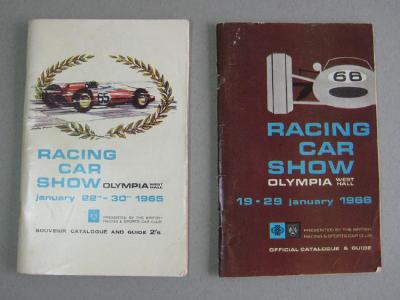 65
RACING
CAR
SHOW
OLYMPIA WEST HALL
january 22nd - 30th 1965
PRESENTED BY THE BRITISH
RACING & SPORTS CAR CLUB
SOUVENIR CATALOGUE AND GUIDE 2'6
66
RACING
CAR
SHOW
OLYMPIA WEST HALL
19 - 29 january 1966
PRESENTED BY THE BRITISH
RACING & SPORTS CAR CLUB
OFFICIAL CATALOGUE & GUIDE